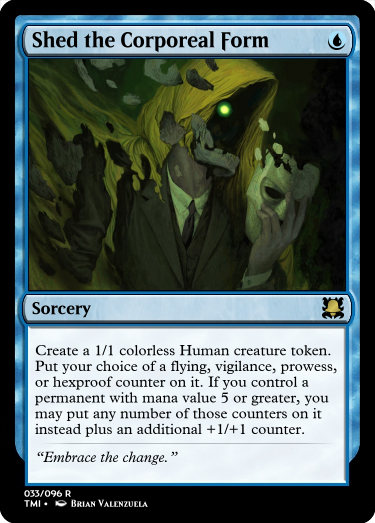 Shed the Corporeal Form
Sorcery
Create a 1/1 colorless Human creature token.
Put your choice of a flying, vigilance, prowess,
or hexproof counter on it. If you control a
permanent with mana value 5 or greater, you
may put any number of those counters on it
instead plus an additional +1/+1 counter.
“Embrace the change.”
033/096 R
TMI • Brian Valenzuela